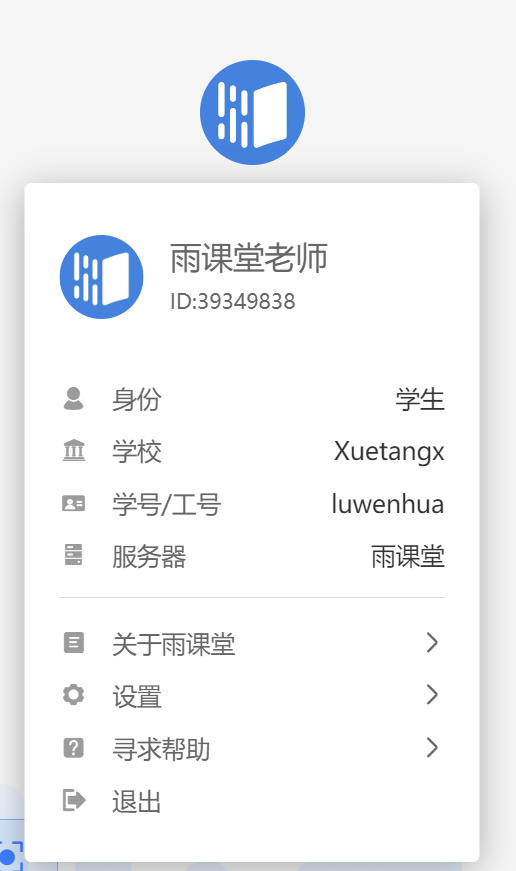 雨课堂老师
ID:39349838
身份 学生
学校 Xuetangx
学号/工号 luwenhua
服务器 雨课堂
关于雨课堂
设置
寻求帮助
退出